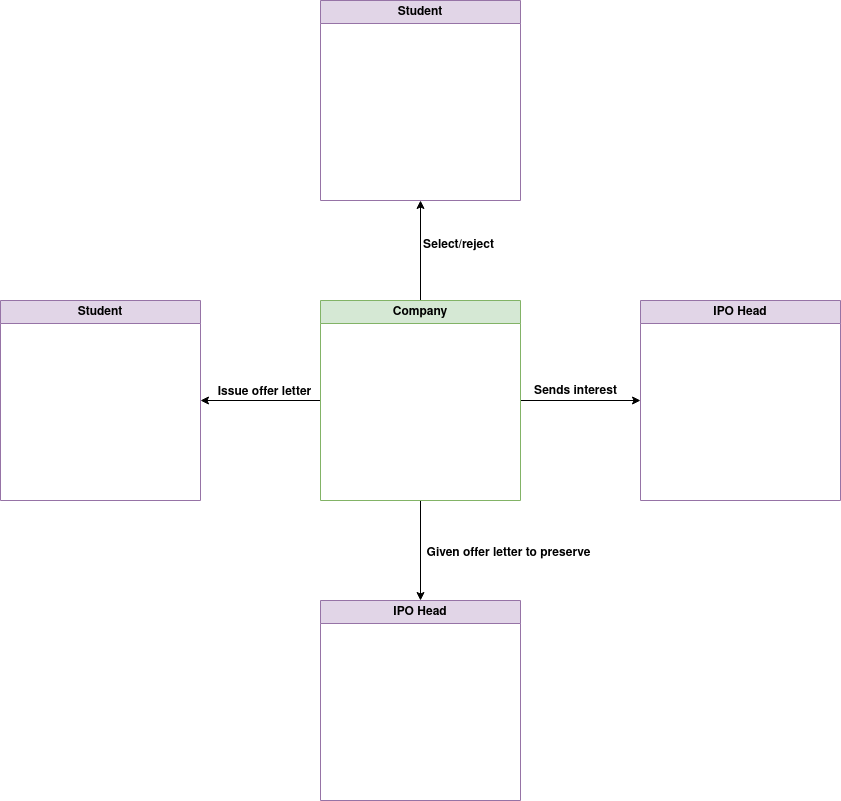 Student
Select/reject
Student
Company
IPO Head
Issue offer letter
Sends interest
Given offer letter to preserve
IPO Head